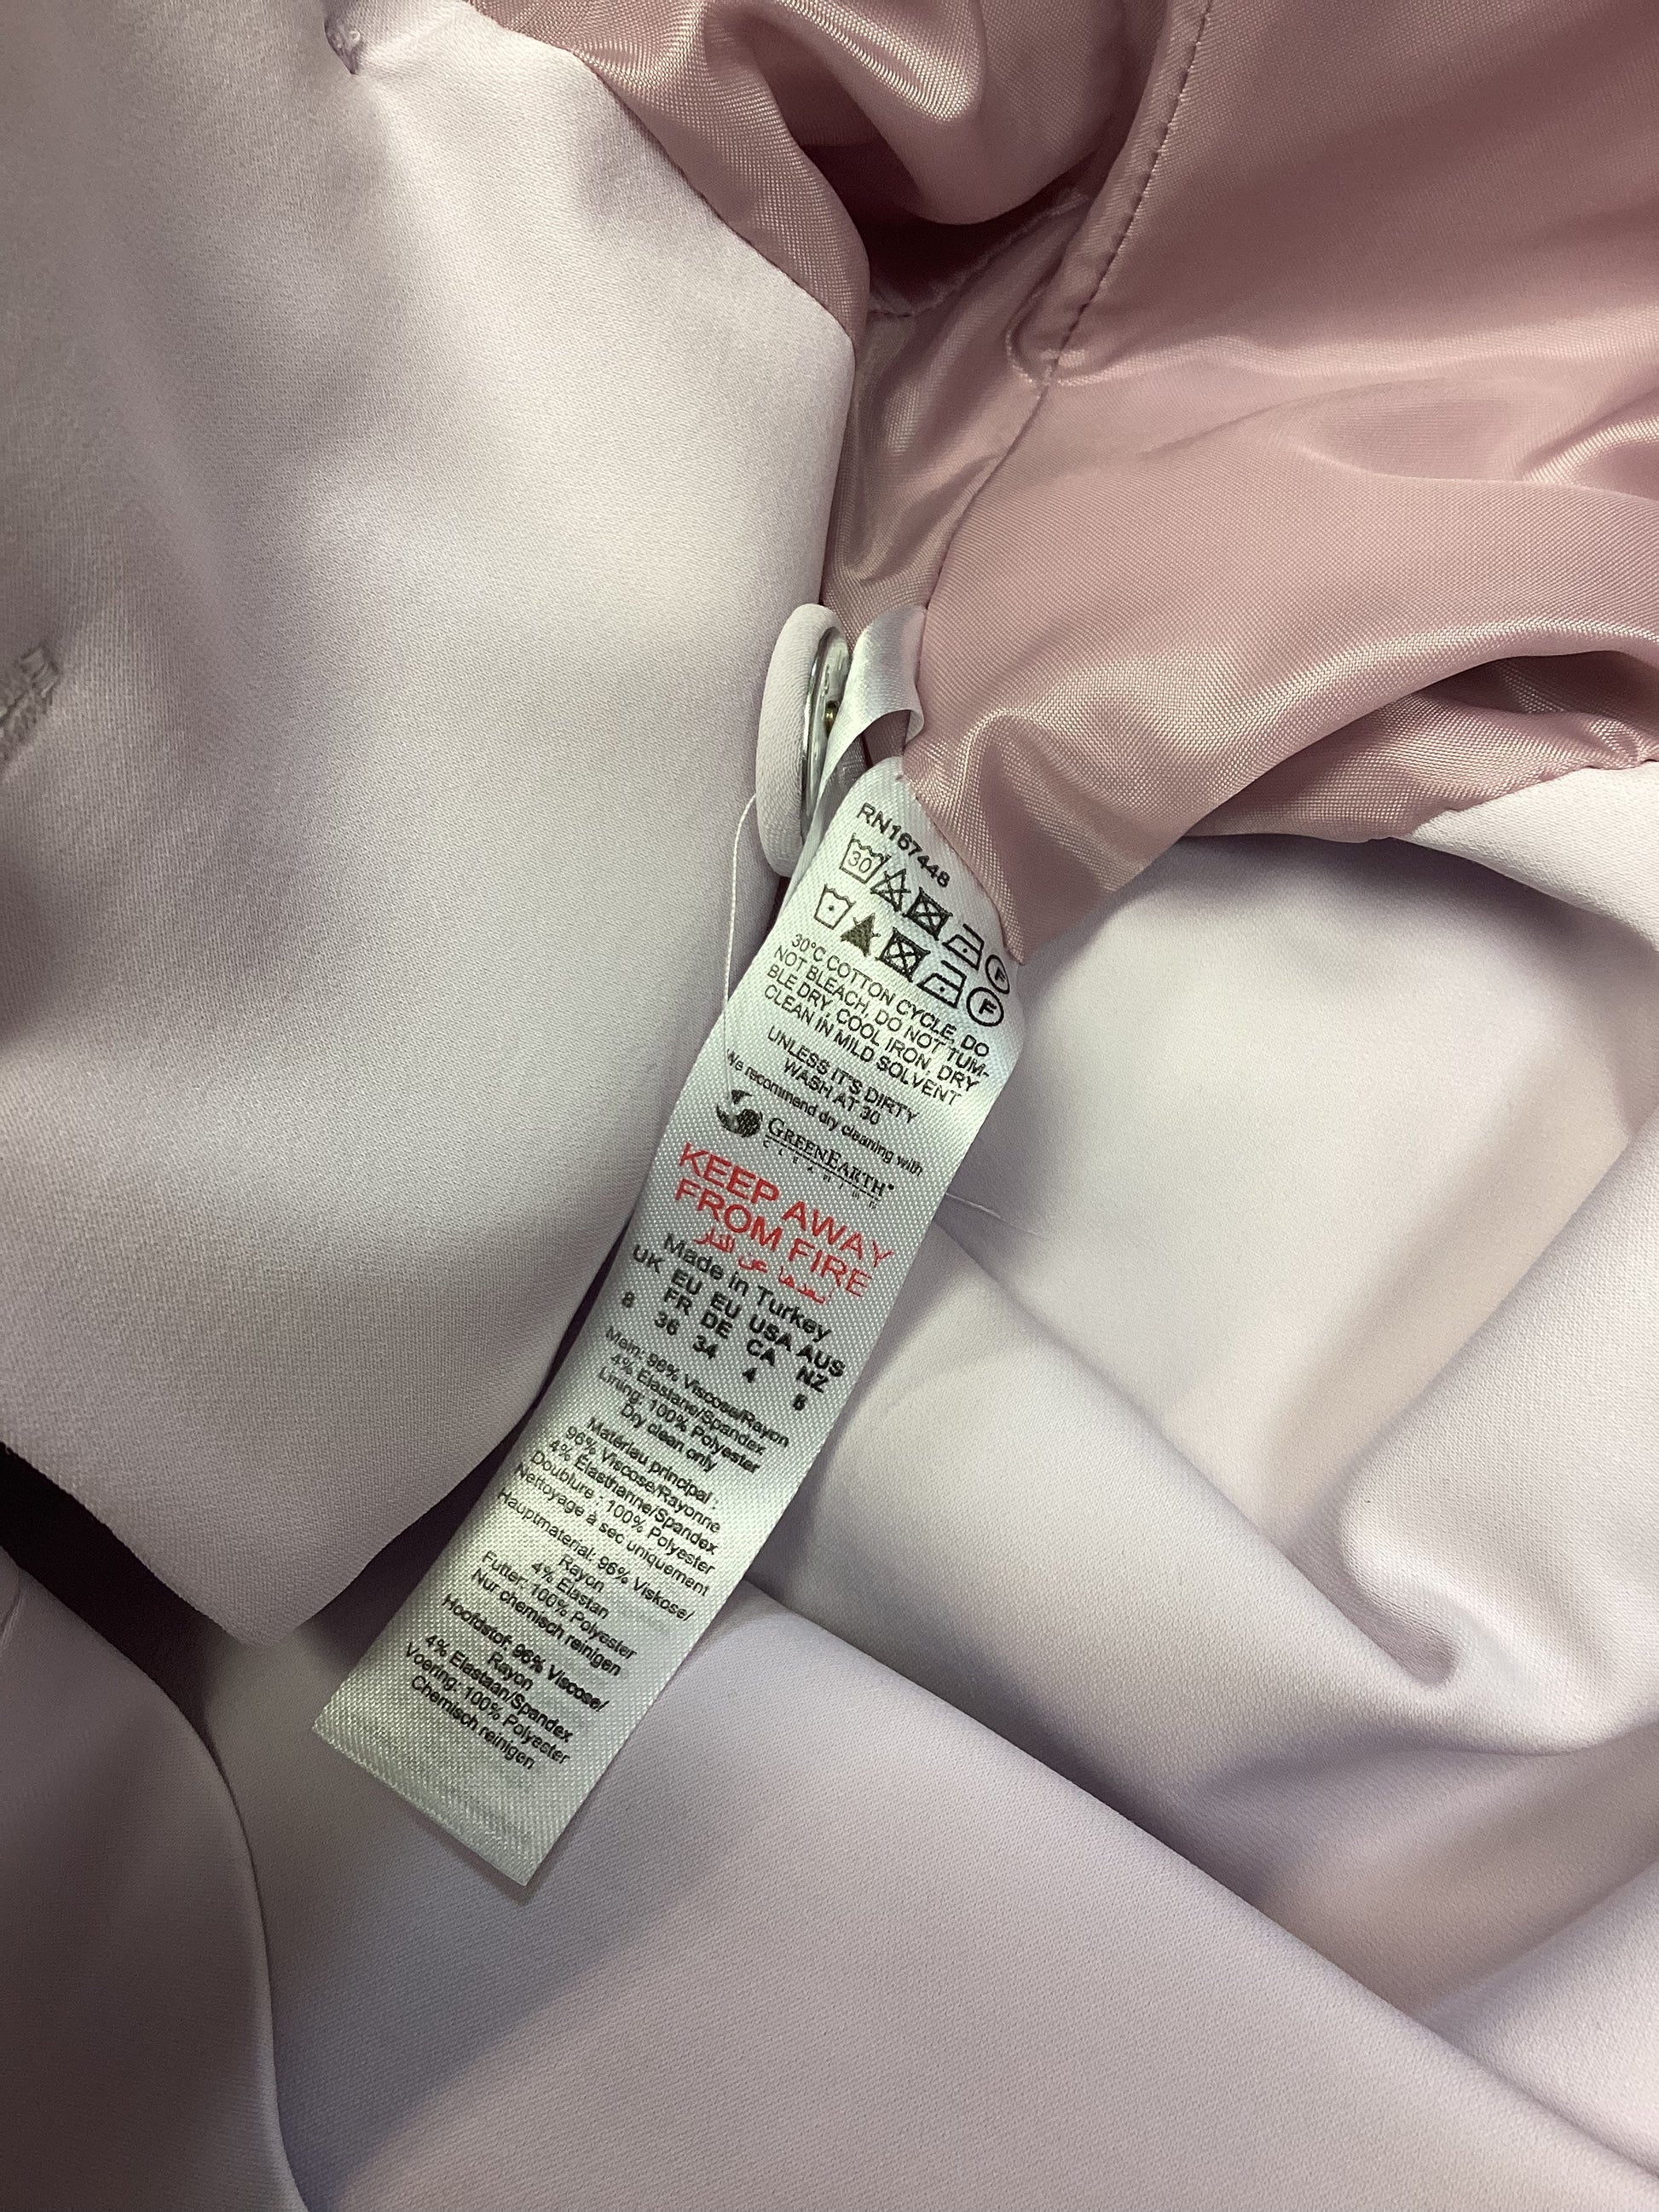 RN167448
30
F
F
30°C COTTON CYCLE, DO
NOT BLEACH, DO NOT TUM-
BLE DRY, COOL IRON, DRY
CLEAN IN MILD SOLVENT
UNLESS IT'S DIRTY
WASH AT 30
We recommend dry cleaning with
GREENEARTH®
CLEANING
KEEP AWAY
FROM FIRE
أبعدها عن النار
Made in Turkey
UK EU EU USA AUS
FR DE CA NZ
8 36 34 4 8
Main: 96% Viscose/Rayon
4% Elastane/Spandex
Lining: 100% Polyester
Dry clean only
Matériau principal :
96% Viscose/Rayonne
4% Élasthanne/Spandex
Doublure : 100% Polyester
Nettoyage à sec uniquement
Hauptmaterial: 96% Viskose/
Rayon
4% Elastan
Futter: 100% Polyester
Nur chemisch reinigen
Hoofdstof: 96% Viscose/
Rayon
4% Elastaan/Spandex
Voering: 100% Polyester
Chemisch reinigen